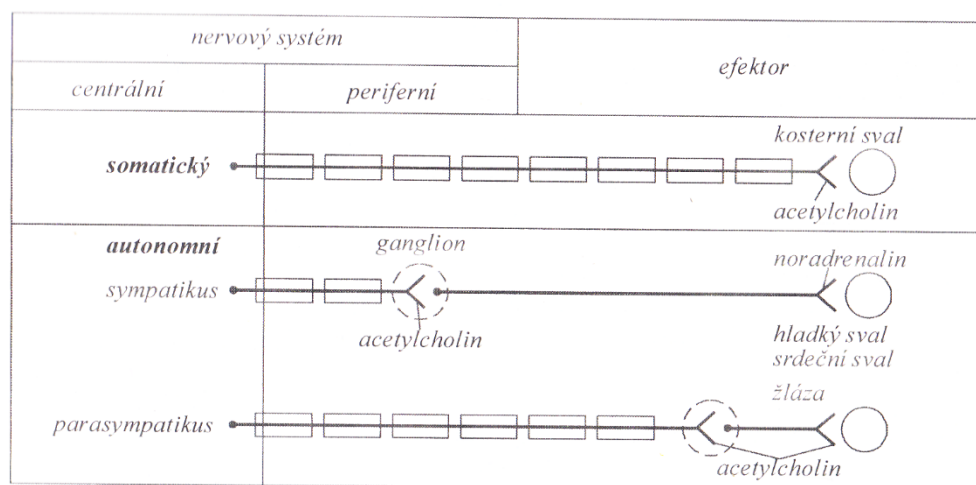 nervový systém
efektor
centrální
periferní
kosterní sval
somatický
acetylcholin
autonomní
ganglion
noradrenalin
sympatikus
acetylcholin
hladký sval
srdeční sval
žláza
parasympatikus
acetylcholin